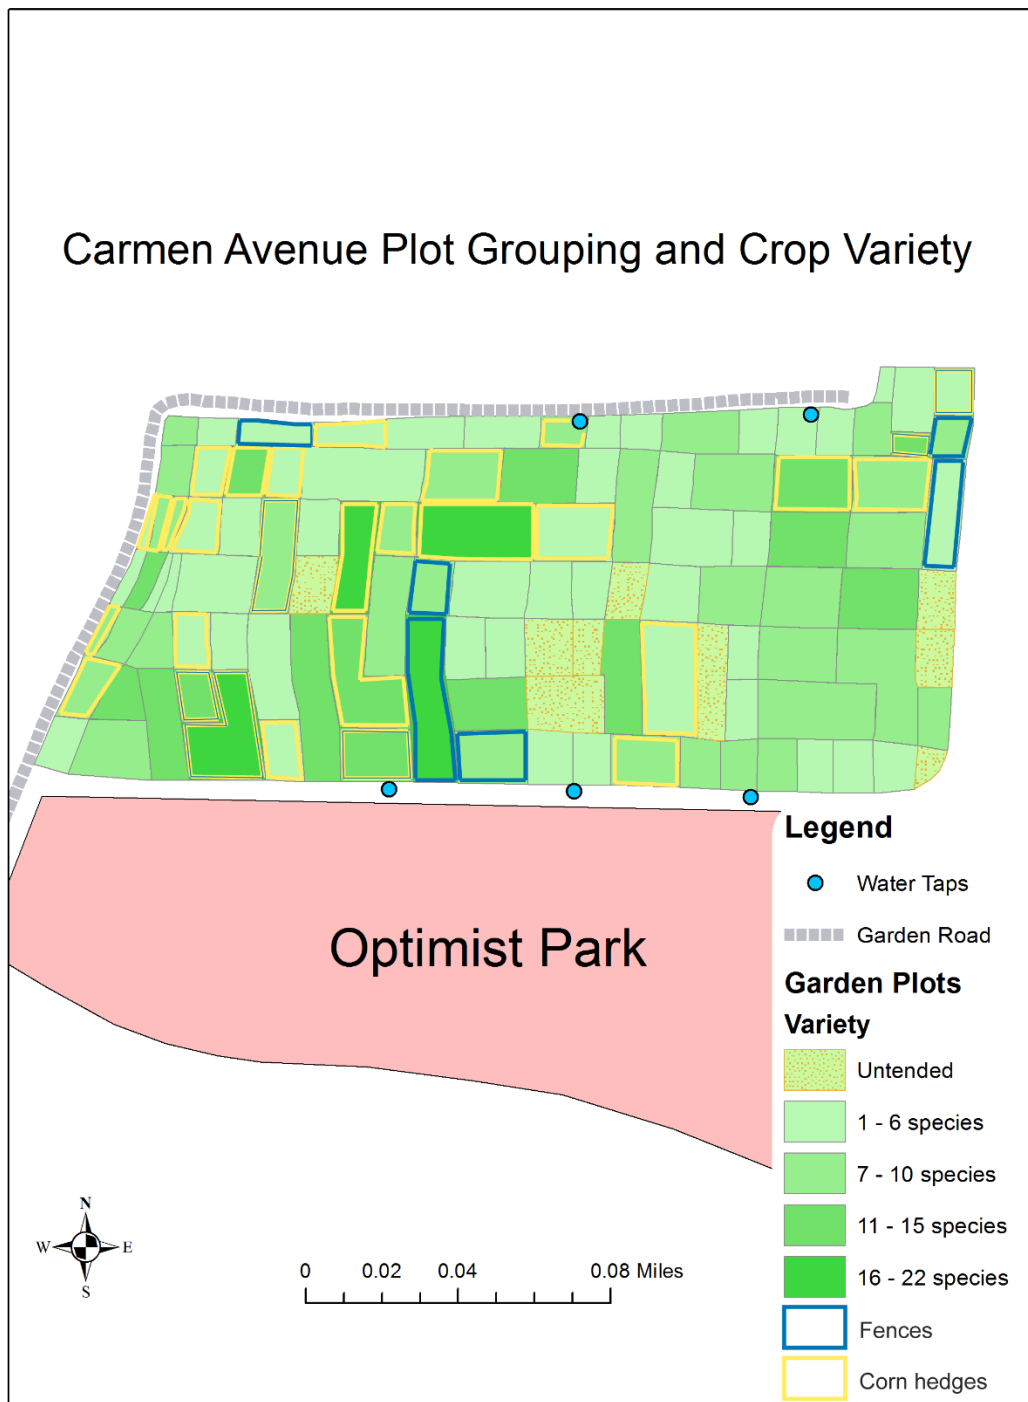 Carmen Avenue Plot Grouping and Crop Variety
Optimist Park
Legend
Water Taps
Garden Road
Garden Plots
Variety
Untended
1 - 6 species
7 - 10 species
11 - 15 species
16 - 22 species
Fences
Corn hedges
N
W E
S
0 0.02 0.04 0.08 Miles